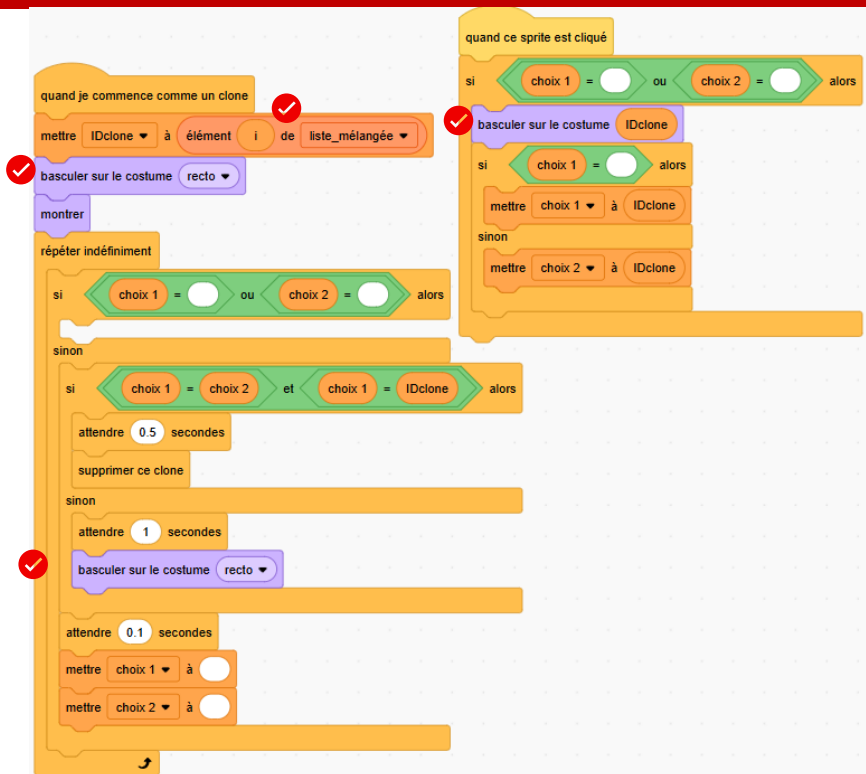 quand je commence comme un clone
mettre IDclone à élément i de liste_mélangée
basculer sur le costume recto
montrer
répéter indéfiniment
si choix 1 = ou choix 2 = alors
sinon
si choix 1 = choix 2 et choix 1 = IDclone alors
attendre 0.5 secondes
supprimer ce clone
sinon
attendre 1 secondes
basculer sur le costume recto
attendre 0.1 secondes
mettre choix 1 à
mettre choix 2 à
quand ce sprite est cliqué
si choix 1 = ou choix 2 = alors
basculer sur le costume IDclone
si choix 1 = alors
mettre choix 1 à IDclone
sinon
mettre choix 2 à IDclone